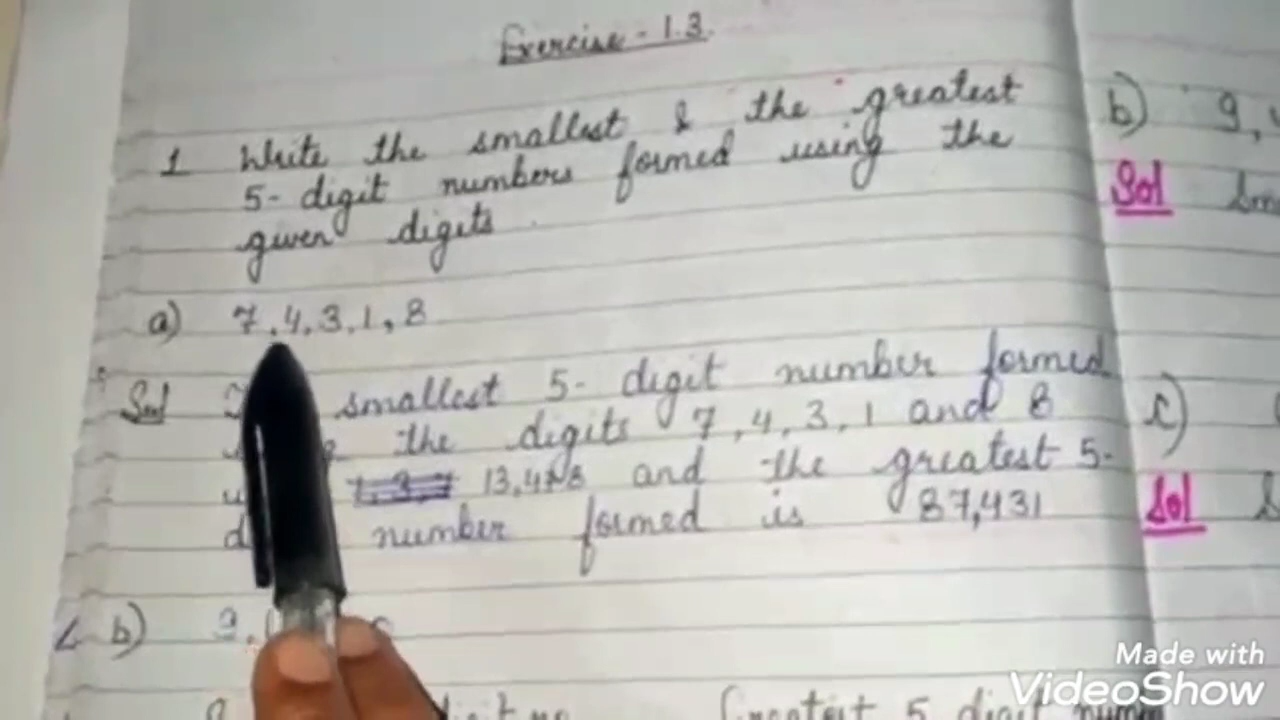 Exercise - 1.3.
1 Write the smallest & the greatest
5- digit numbers formed using the
given digits
a) 7,4,3,1,8
Sol smallest 5- digit number formed
the digits 7,4,3,1 and 8
13,478 and the greatest 5-
number formed is 87,431
b)
Greatest 5 digit
b) 9,
Sol
c)
Sol
Made with
VideoShow